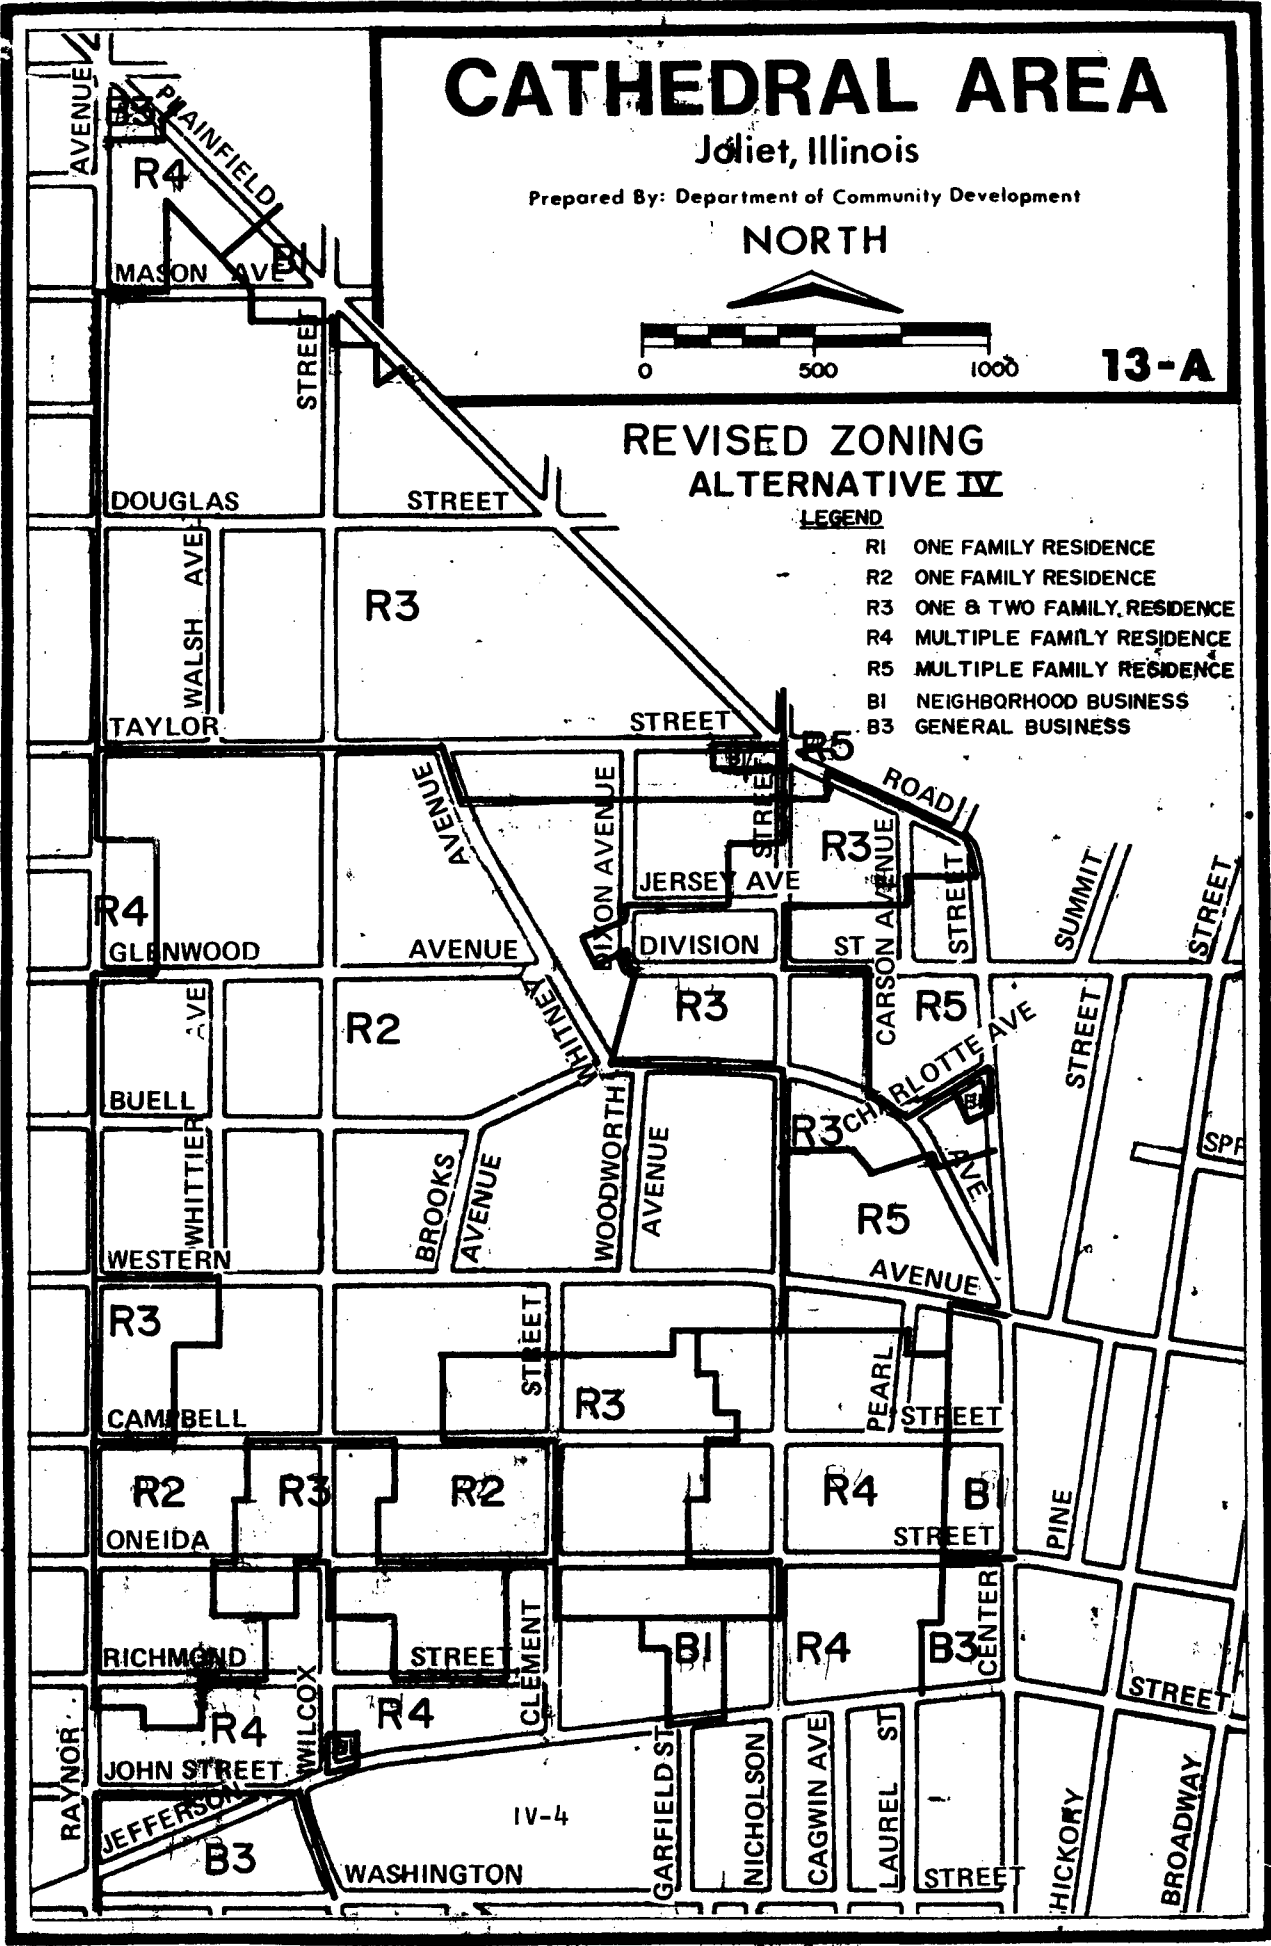 CATHEDRAL AREA
Joliet, Illinois
Prepared By: Department of Community Development
NORTH
0 500 1000
13-A
REVISED ZONING
ALTERNATIVE IV
LEGEND
R1 ONE FAMILY RESIDENCE
R2 ONE FAMILY RESIDENCE
R3 ONE & TWO FAMILY RESIDENCE
R4 MULTIPLE FAMILY RESIDENCE
R5 MULTIPLE FAMILY RESIDENCE
B1 NEIGHBORHOOD BUSINESS
B3 GENERAL BUSINESS
AVENUE
B3
PLAINFIELD
R4
B1
MASON AVE
STREET
DOUGLAS STREET
WALSH AVE
R3
TAYLOR STREET
R5
B1
ROAD
AVENUE
DIXON AVENUE
STREET
R3
CARSON AVENUE
STREET
JERSEY AVE
SUMMIT
STREET
R4
GLENWOOD AVENUE
DIVISION ST
WHITNEY
R3
R5
AVE
R2
CHARLOTTE AVE
STREET
BUELL
B1
R3
WHITTIER
BROOKS
AVENUE
WOODWORTH
AVENUE
AVE
SPR
R5
WESTERN AVENUE
R3
STREET
R3
PEARL
CAMPBELL STREET
R2 R3 R2 R4 B1
PINE
ONEIDA STREET
CLEMENT
CENTER
RICHMOND STREET
B1 R4 B3
STREET
WILCOX
R4 R4
B1
RAYNOR
JOHN STREET
JEFFERSON
B3
IV-4
WASHINGTON STREET
GARFIELD ST
NICHOLSON
CAGWIN AVE
LAUREL ST
HICKORY
BROADWAY